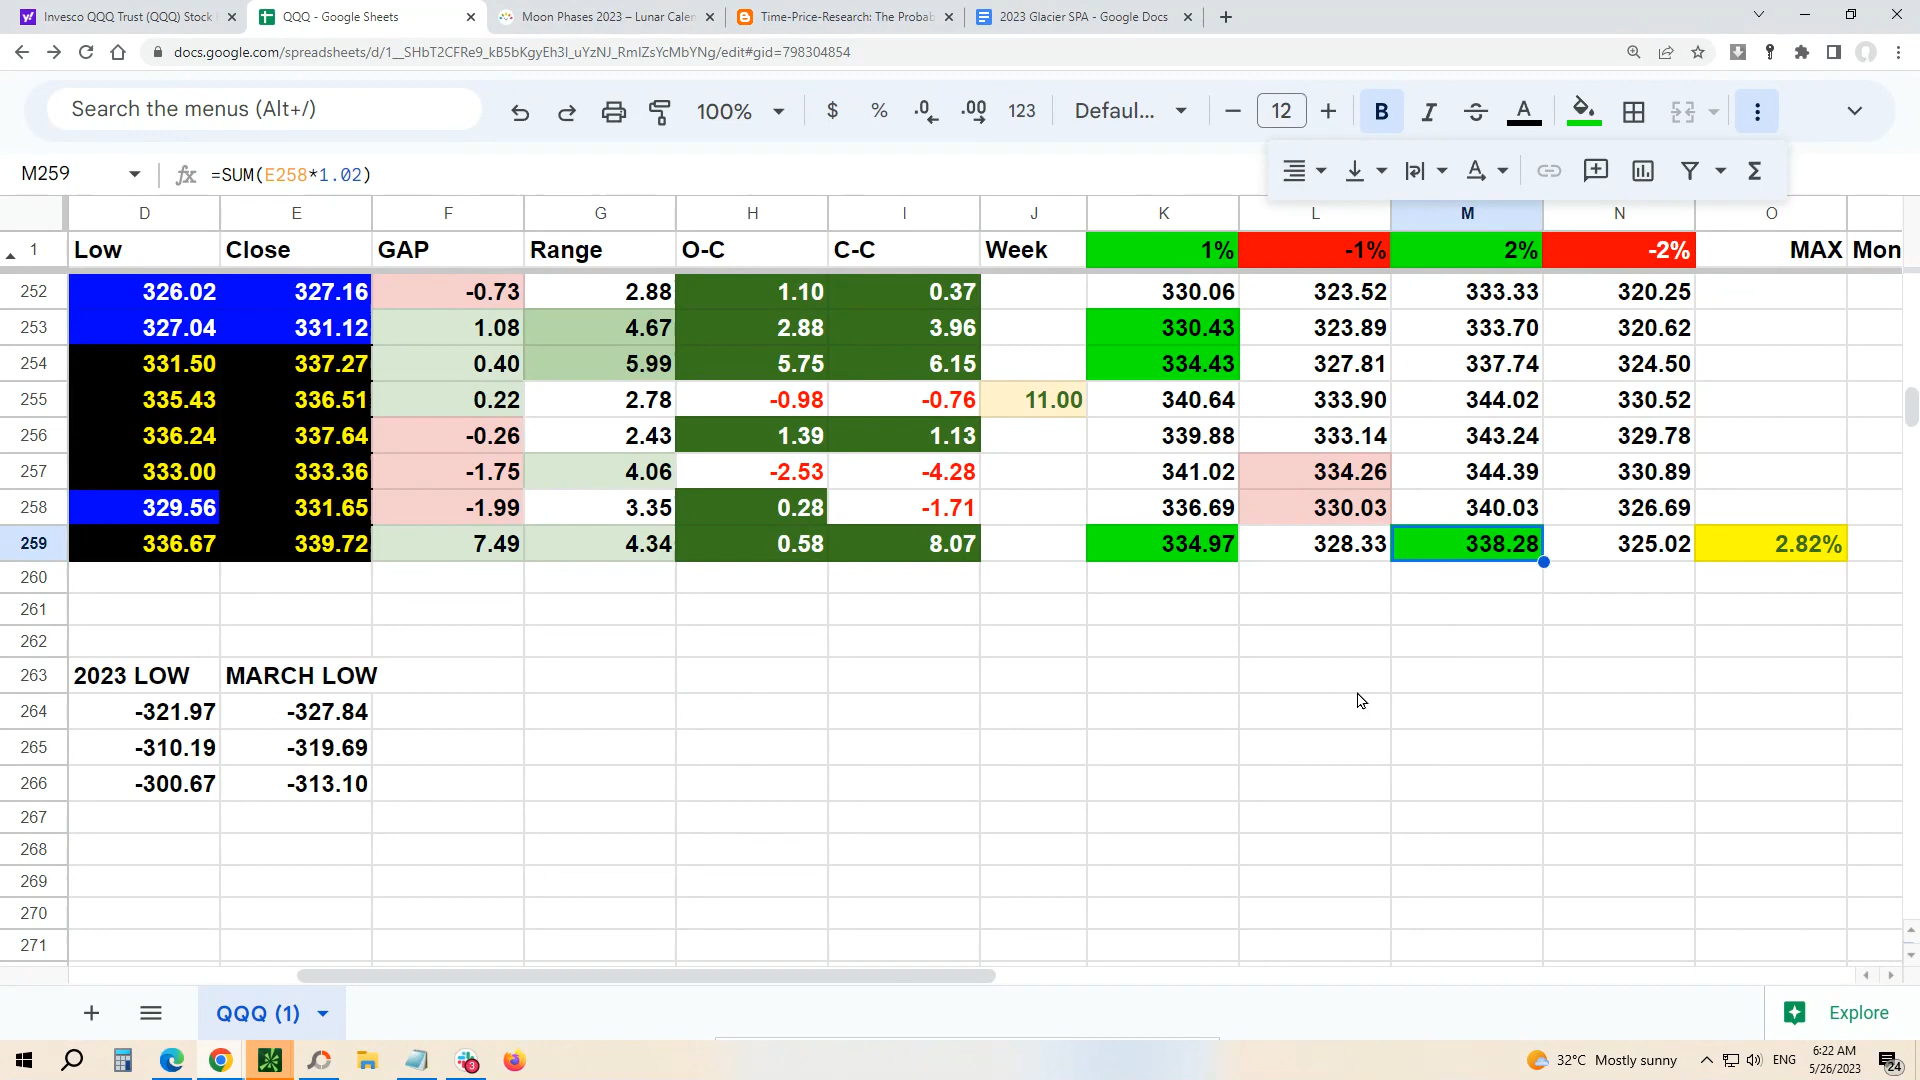 Invesco QQQ Trust (QQQ) Stock
QQQ - Google Sheets
Moon Phases 2023 – Lunar Calen
Time-Price-Research: The Probab
2023 Glacier SPA - Google Docs
docs.google.com/spreadsheets/d/1__SHbT2CFRe9_kB5bKgyEh3I_uYzNJ_RmIZsYcMbYNg/edit#gid=798304854
Search the menus (Alt+/)
100% $ % .0 .00 123 Defaul... 12 B I S A
M259 fx =SUM(E258*1.02)
D E F G H I J K L M N O
1 Low Close GAP Range O-C C-C Week 1% -1% 2% -2% MAX Mon
252 326.02 327.16 -0.73 2.88 1.10 0.37 330.06 323.52 333.33 320.25
253 327.04 331.12 1.08 4.67 2.88 3.96 330.43 323.89 333.70 320.62
254 331.50 337.27 0.40 5.99 5.75 6.15 334.43 327.81 337.74 324.50
255 335.43 336.51 0.22 2.78 -0.98 -0.76 11.00 340.64 333.90 344.02 330.52
256 336.24 337.64 -0.26 2.43 1.39 1.13 339.88 333.14 343.24 329.78
257 333.00 333.36 -1.75 4.06 -2.53 -4.28 341.02 334.26 344.39 330.89
258 329.56 331.65 -1.99 3.35 0.28 -1.71 336.69 330.03 340.03 326.69
259 336.67 339.72 7.49 4.34 0.58 8.07 334.97 328.33 338.28 325.02 2.82%
260
261
262
263 2023 LOW MARCH LOW
264 -321.97 -327.84
265 -310.19 -319.69
266 -300.67 -313.10
267
268
269
270
271
QQQ (1)
Explore
32°C Mostly sunny
ENG
6:22 AM
5/26/2023
24
3